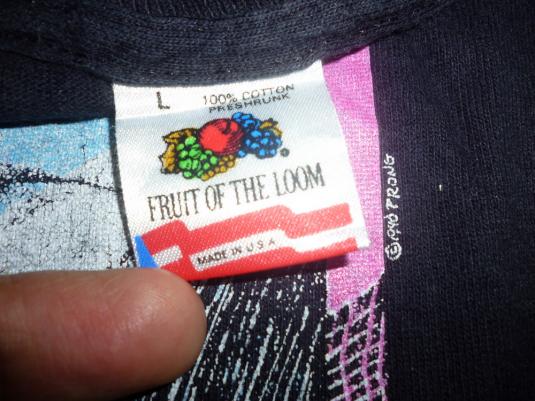 L
100% COTTON
PRESHRUNK
FRUIT OF THE LOOM
®
MADE IN U.S.A.
© 1990 PRONG